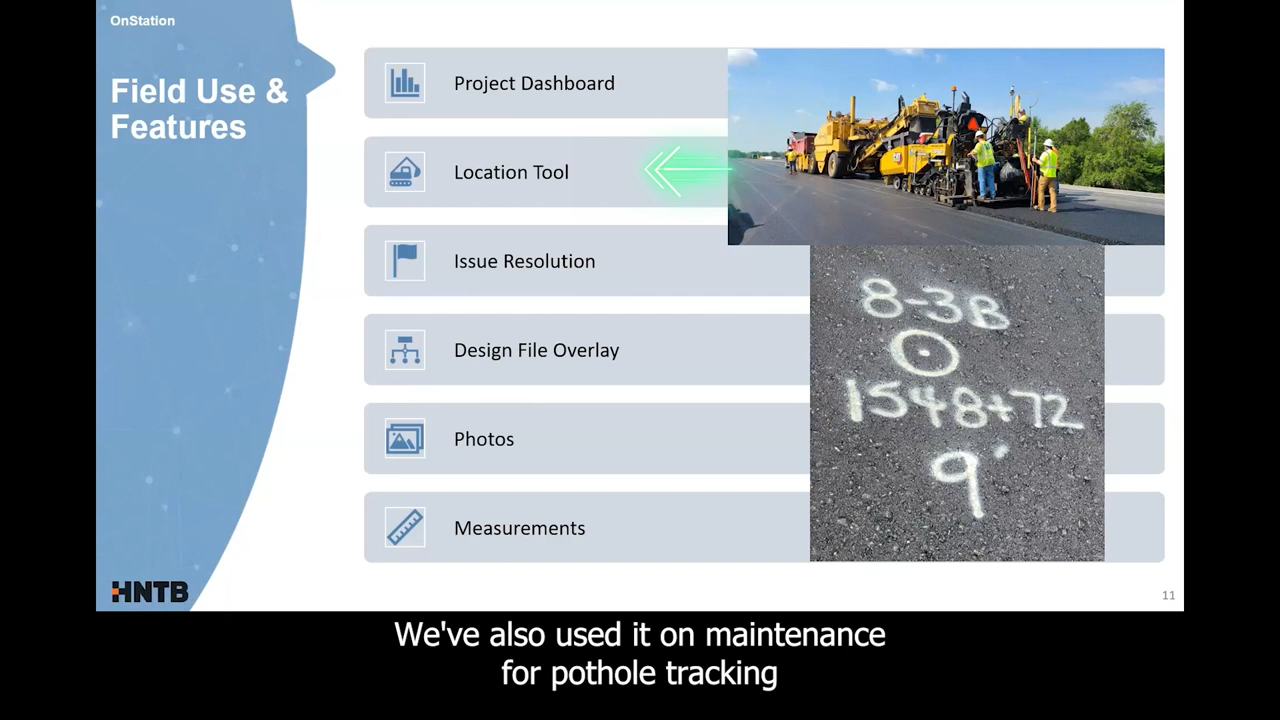 OnStation
Field Use &
Features
Project Dashboard
Location Tool
Issue Resolution
Design File Overlay
Photos
Measurements
8-3B
1548+72
9'
HNTB
11
We've also used it on maintenance
for pothole tracking